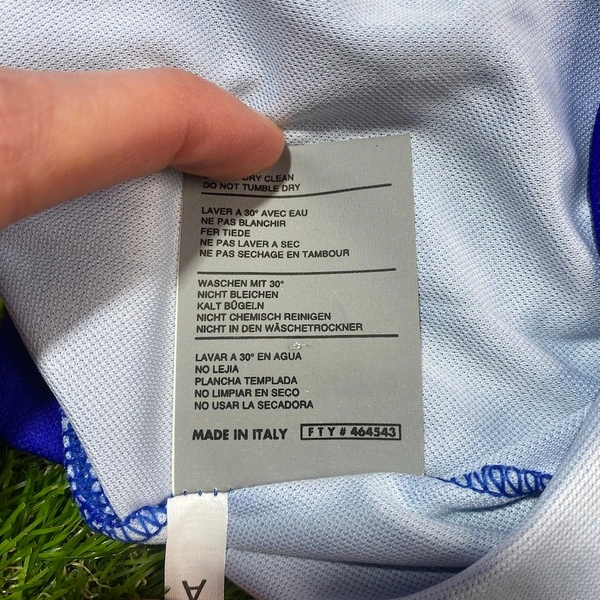 DRY CLEAN
DO NOT TUMBLE DRY
LAVER A 30° AVEC EAU
NE PAS BLANCHIR
FER TIEDE
NE PAS LAVER A SEC
NE PAS SECHAGE EN TAMBOUR
WASCHEN MIT 30°
NICHT BLEICHEN
KALT BÜGELN
NICHT CHEMISCH REINIGEN
NICHT IN DEN WÄSCHETROCKNER
LAVAR A 30° EN AGUA
NO LEJIA
PLANCHA TEMPLADA
NO LIMPIAR EN SECO
NO USAR LA SECADORA
MADE IN ITALY FTY # 464543
A